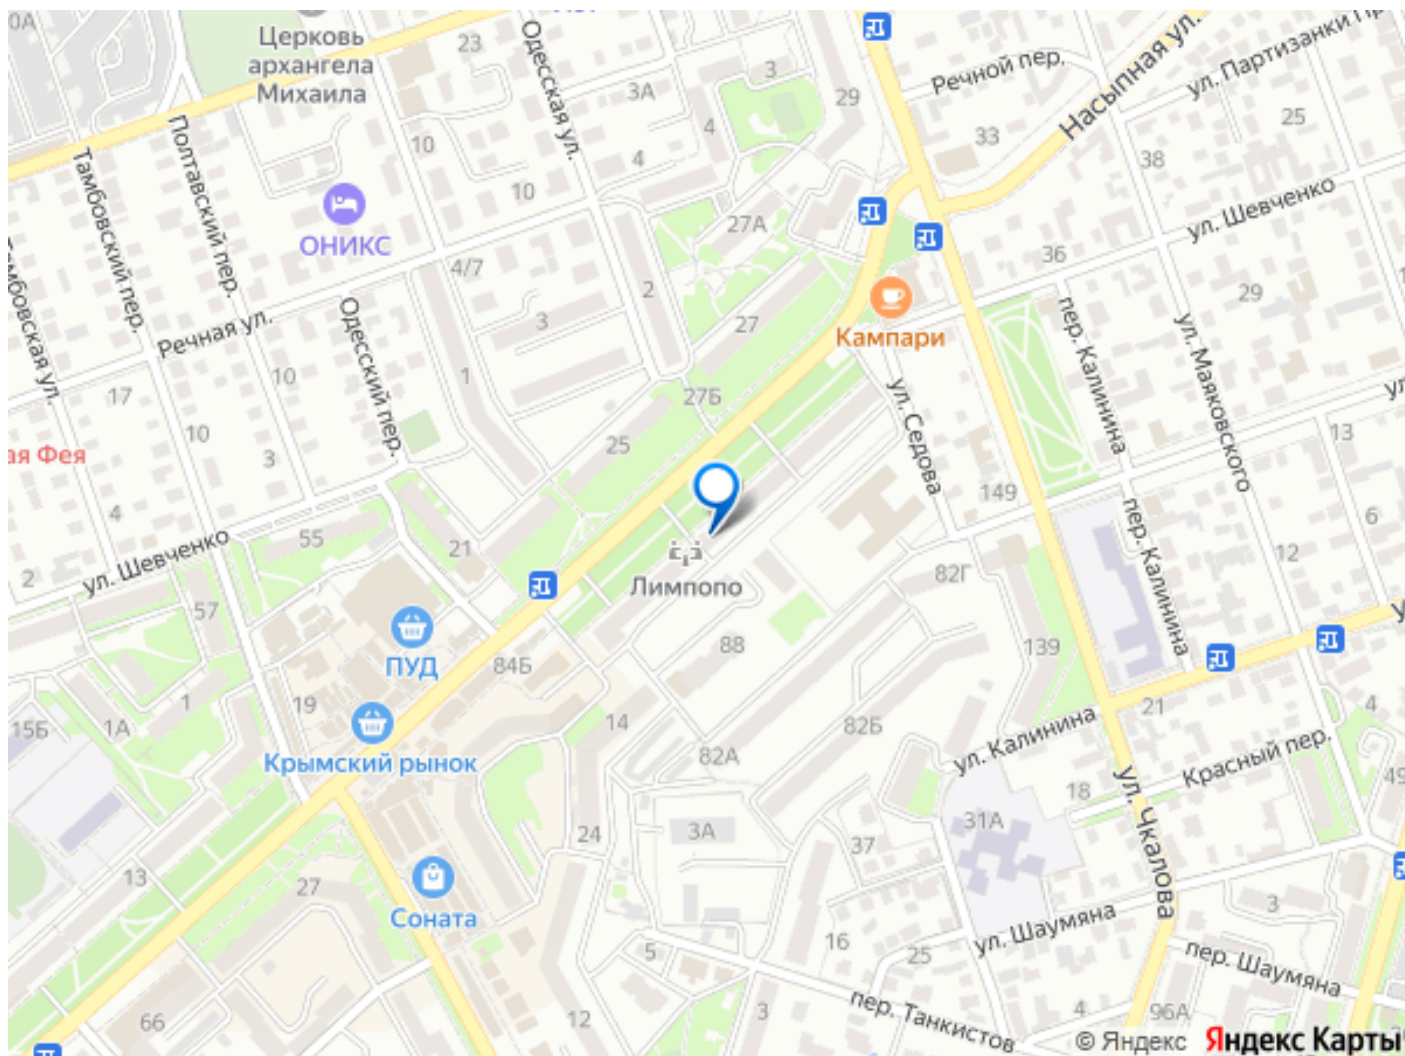 0А
Церковь
архангела
Михаила
23
Одесская ул.
3
3А
29
4
Речной пер.
Насыпная ул.
ул. Партизанки
33
25
38
Полтавский пер.
Тамбовский пер.
10
4
10
ОНИКС
27А
ул. Шевченко
36
4/7
2
29
Речная ул.
Одесский пер.
3
27
Кампари
пер. Калинина
ул. Маяковского
17
10
1
27Б
ул. Седова
10
3
25
13
ая Фея
149
пер. Калинина
4
6
ул. Шевченко
55
21
12
2
57
Лимпопо
82Г
ПУД
84Б
88
139
1
19
15Б
1А
14
82Б
21
4
Крымский рынок
82А
ул. Калинина
Красный пер.
18
49
ул. Чкалова
3А
31А
24
37
13
27
Соната
3
ул. Шаумяна
16
25
5
пер. Шаумяна
66
12
3
пер. Танкистов
4
96А
© Яндекс
Яндекс Карты